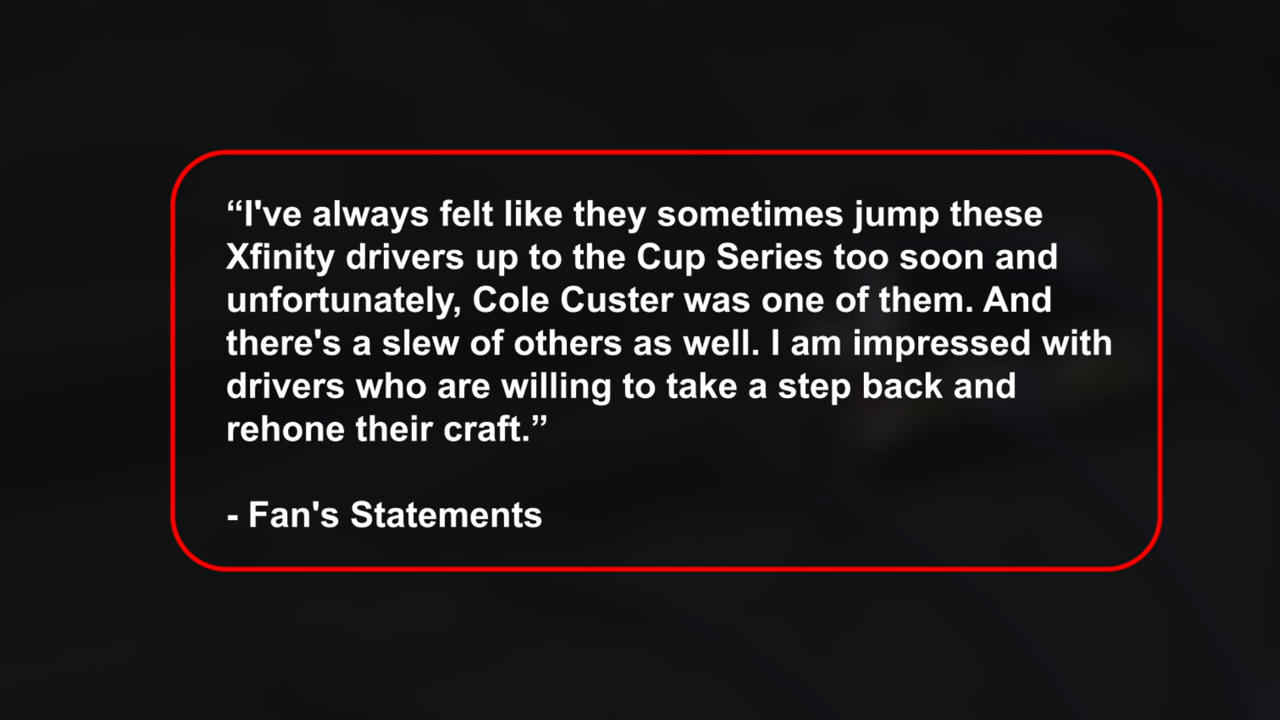 “I've always felt like they sometimes jump these
Xfinity drivers up to the Cup Series too soon and
unfortunately, Cole Custer was one of them. And
there's a slew of others as well. I am impressed with
drivers who are willing to take a step back and
rehone their craft.”
- Fan's Statements